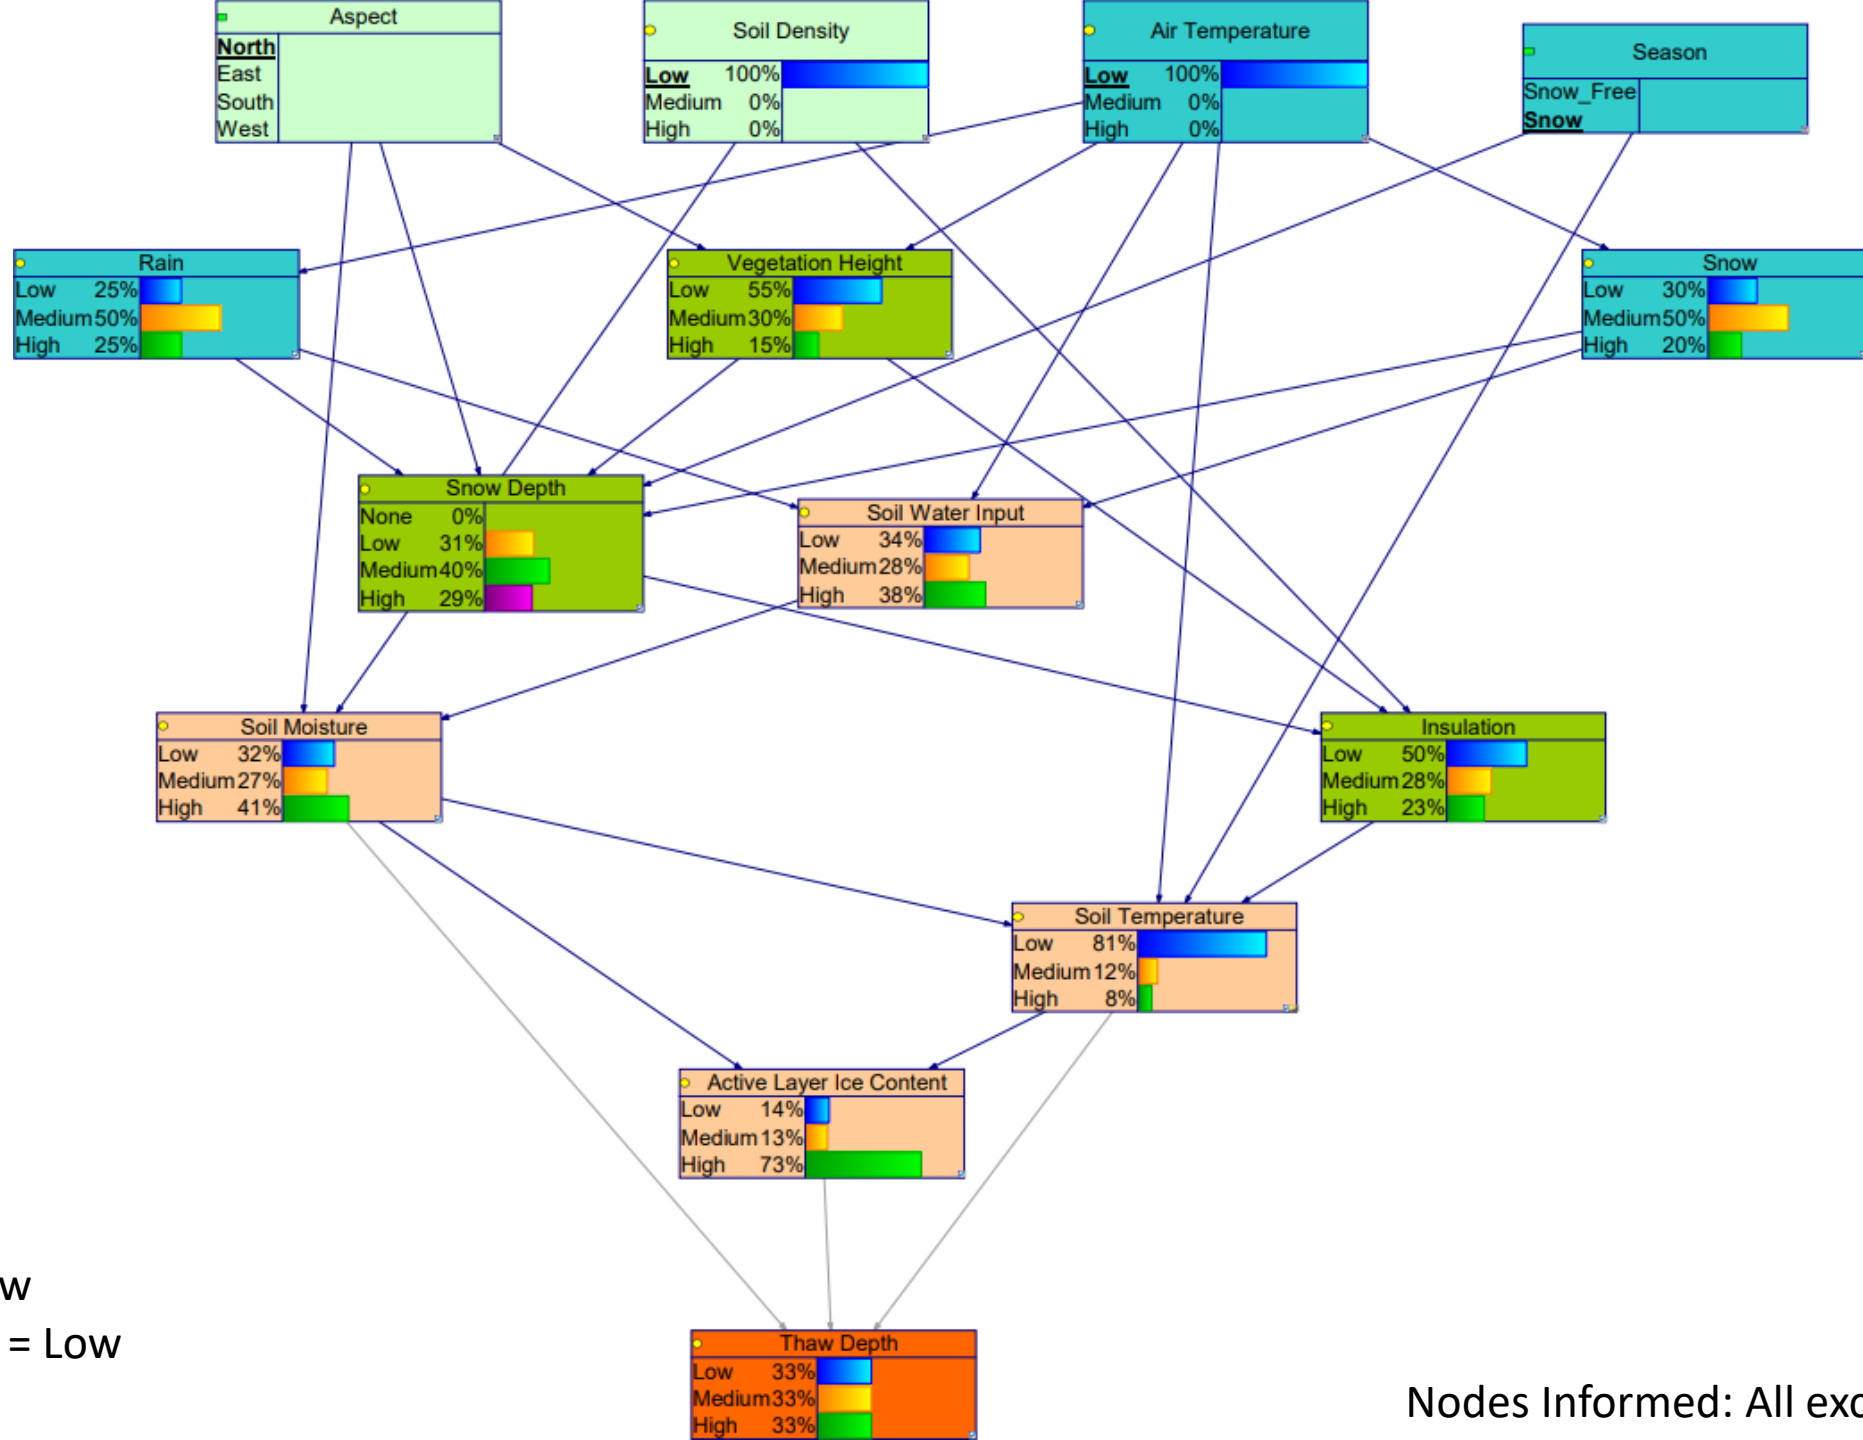 Aspect
North
East
South
West
Soil Density
Low 100%
Medium 0%
High 0%
Air Temperature
Low 100%
Medium 0%
High 0%
Season
Snow_Free
Snow
Rain
Low 25%
Medium 50%
High 25%
Vegetation Height
Low 55%
Medium 30%
High 15%
Snow
Low 30%
Medium 50%
High 20%
Snow Depth
None 0%
Low 31%
Medium 40%
High 29%
Soil Water Input
Low 34%
Medium 28%
High 38%
Soil Moisture
Low 32%
Medium 27%
High 41%
Insulation
Low 50%
Medium 28%
High 23%
Soil Temperature
Low 81%
Medium 12%
High 8%
Active Layer Ice Content
Low 14%
Medium 13%
High 73%
w
= Low
Thaw Depth
Low 33%
Medium 33%
High 33%
Nodes Informed: All exc